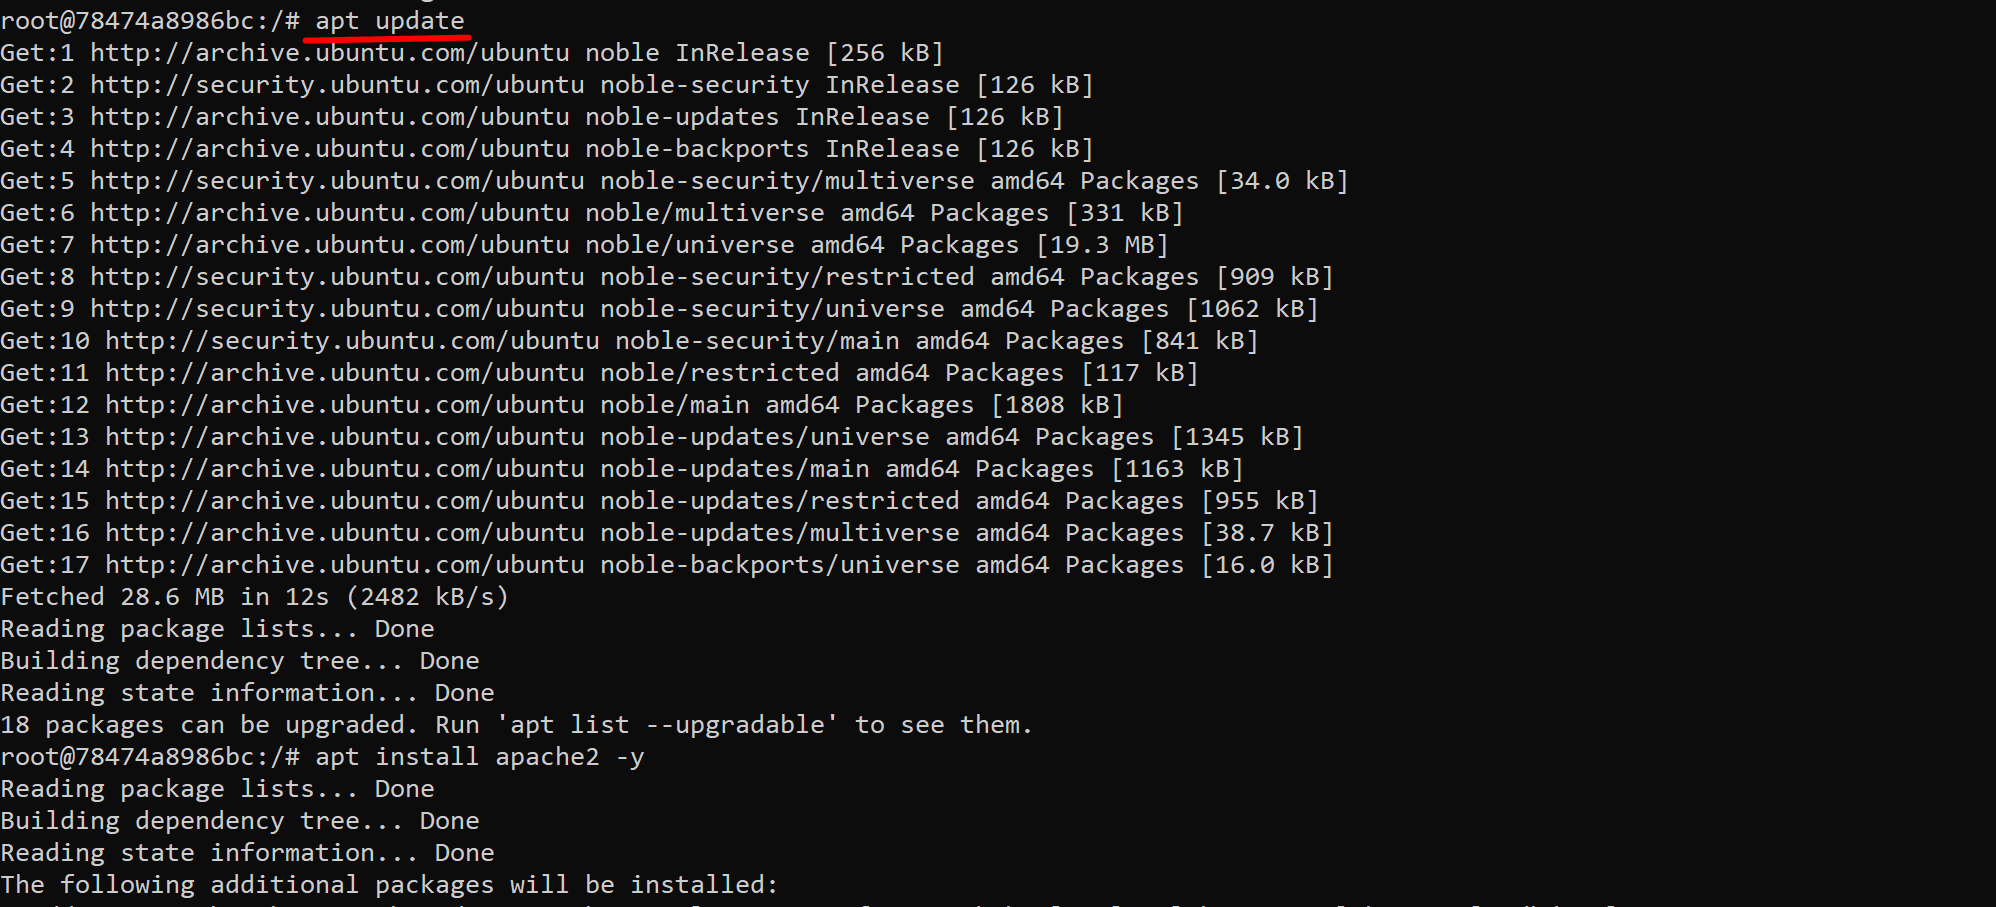 root@78474a8986bc:/# apt update
Get:1 http://archive.ubuntu.com/ubuntu noble InRelease [256 kB]
Get:2 http://security.ubuntu.com/ubuntu noble-security InRelease [126 kB]
Get:3 http://archive.ubuntu.com/ubuntu noble-updates InRelease [126 kB]
Get:4 http://archive.ubuntu.com/ubuntu noble-backports InRelease [126 kB]
Get:5 http://security.ubuntu.com/ubuntu noble-security/multiverse amd64 Packages [34.0 kB]
Get:6 http://archive.ubuntu.com/ubuntu noble/multiverse amd64 Packages [331 kB]
Get:7 http://archive.ubuntu.com/ubuntu noble/universe amd64 Packages [19.3 MB]
Get:8 http://security.ubuntu.com/ubuntu noble-security/restricted amd64 Packages [909 kB]
Get:9 http://security.ubuntu.com/ubuntu noble-security/universe amd64 Packages [1062 kB]
Get:10 http://security.ubuntu.com/ubuntu noble-security/main amd64 Packages [841 kB]
Get:11 http://archive.ubuntu.com/ubuntu noble/restricted amd64 Packages [117 kB]
Get:12 http://archive.ubuntu.com/ubuntu noble/main amd64 Packages [1808 kB]
Get:13 http://archive.ubuntu.com/ubuntu noble-updates/universe amd64 Packages [1345 kB]
Get:14 http://archive.ubuntu.com/ubuntu noble-updates/main amd64 Packages [1163 kB]
Get:15 http://archive.ubuntu.com/ubuntu noble-updates/restricted amd64 Packages [955 kB]
Get:16 http://archive.ubuntu.com/ubuntu noble-updates/multiverse amd64 Packages [38.7 kB]
Get:17 http://archive.ubuntu.com/ubuntu noble-backports/universe amd64 Packages [16.0 kB]
Fetched 28.6 MB in 12s (2482 kB/s)
Reading package lists... Done
Building dependency tree... Done
Reading state information... Done
18 packages can be upgraded. Run 'apt list --upgradable' to see them.
root@78474a8986bc:/# apt install apache2 -y
Reading package lists... Done
Building dependency tree... Done
Reading state information... Done
The following additional packages will be installed: